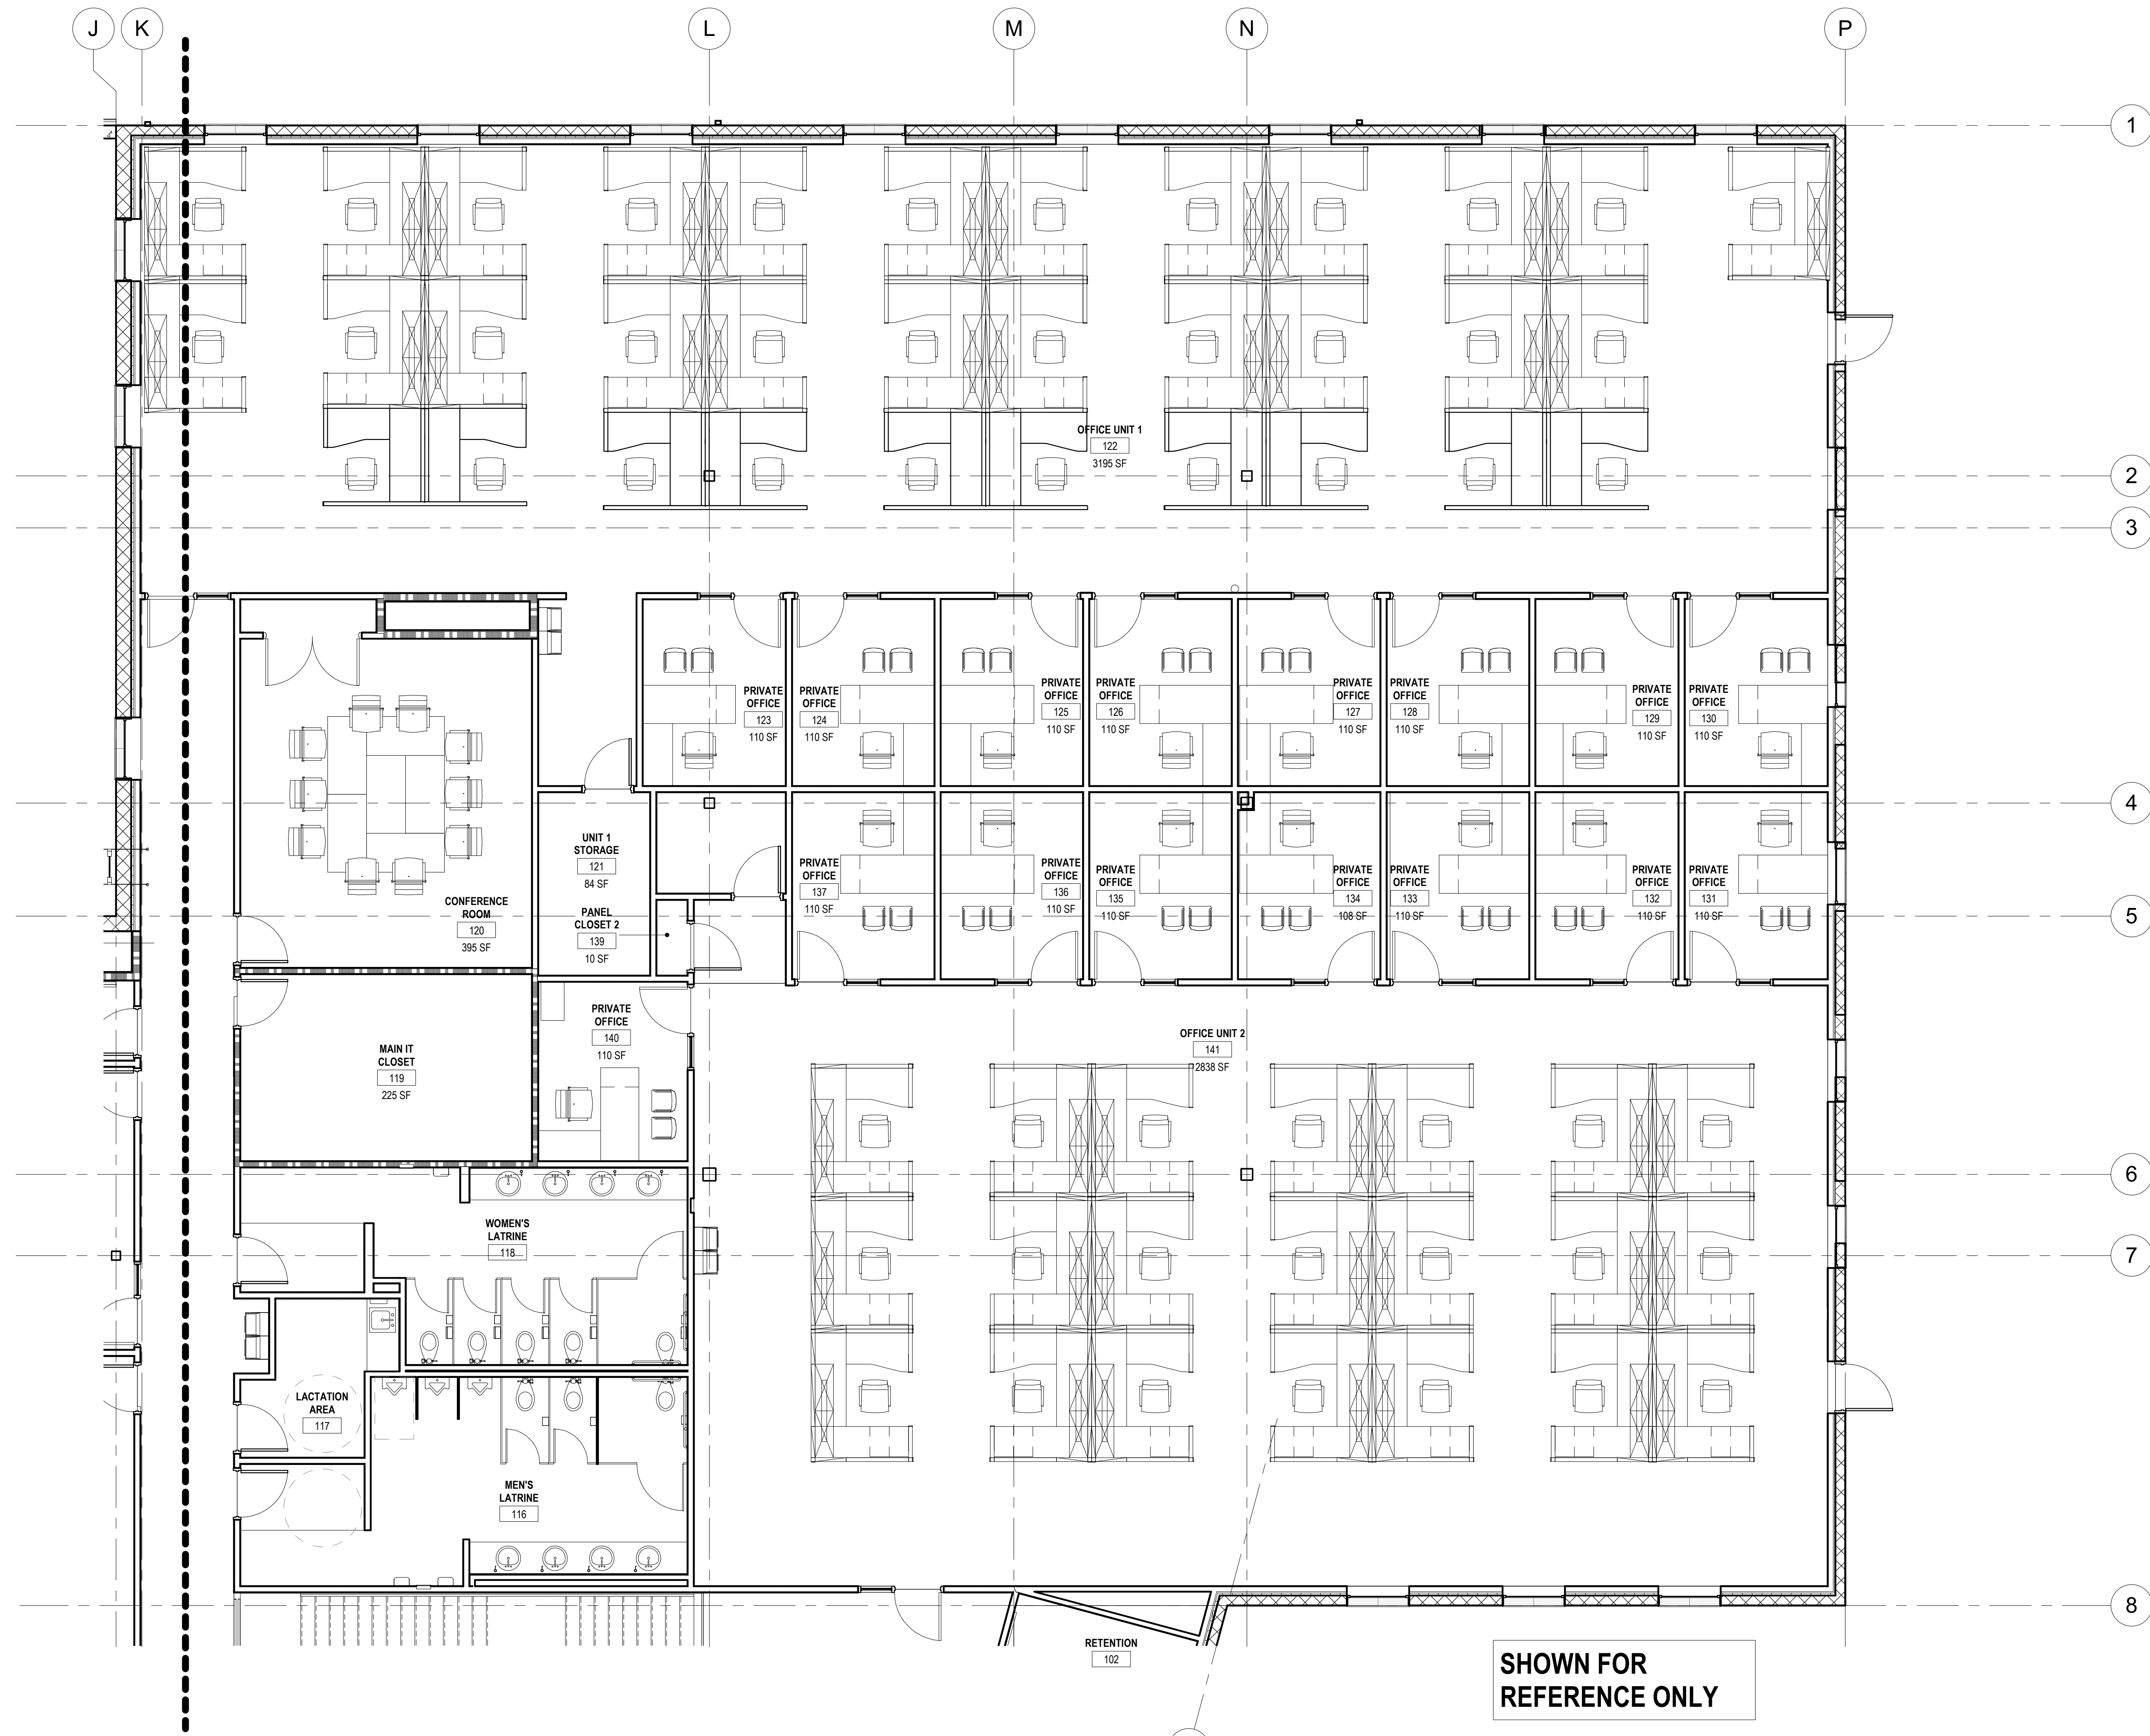 J
K
L
M
N
P
1
OFFICE UNIT 1
122
3195 SF
2
3
PRIVATE
OFFICE
123
110 SF
PRIVATE
OFFICE
124
110 SF
PRIVATE
OFFICE
125
110 SF
PRIVATE
OFFICE
126
110 SF
PRIVATE
OFFICE
127
110 SF
PRIVATE
OFFICE
128
110 SF
PRIVATE
OFFICE
129
110 SF
PRIVATE
OFFICE
130
110 SF
4
UNIT 1
STORAGE
121
84 SF
PRIVATE
OFFICE
137
110 SF
PRIVATE
OFFICE
136
110 SF
PRIVATE
OFFICE
135
110 SF
PRIVATE
OFFICE
134
108 SF
PRIVATE
OFFICE
133
110 SF
PRIVATE
OFFICE
132
110 SF
PRIVATE
OFFICE
131
110 SF
CONFERENCE
ROOM
120
395 SF
PANEL
CLOSET 2
139
10 SF
5
PRIVATE
OFFICE
140
110 SF
OFFICE UNIT 2
141
2838 SF
MAIN IT
CLOSET
119
225 SF
6
WOMEN'S
LATRINE
118
7
LACTATION
AREA
117
MEN'S
LATRINE
116
8
RETENTION
102
SHOWN FOR
REFERENCE ONLY